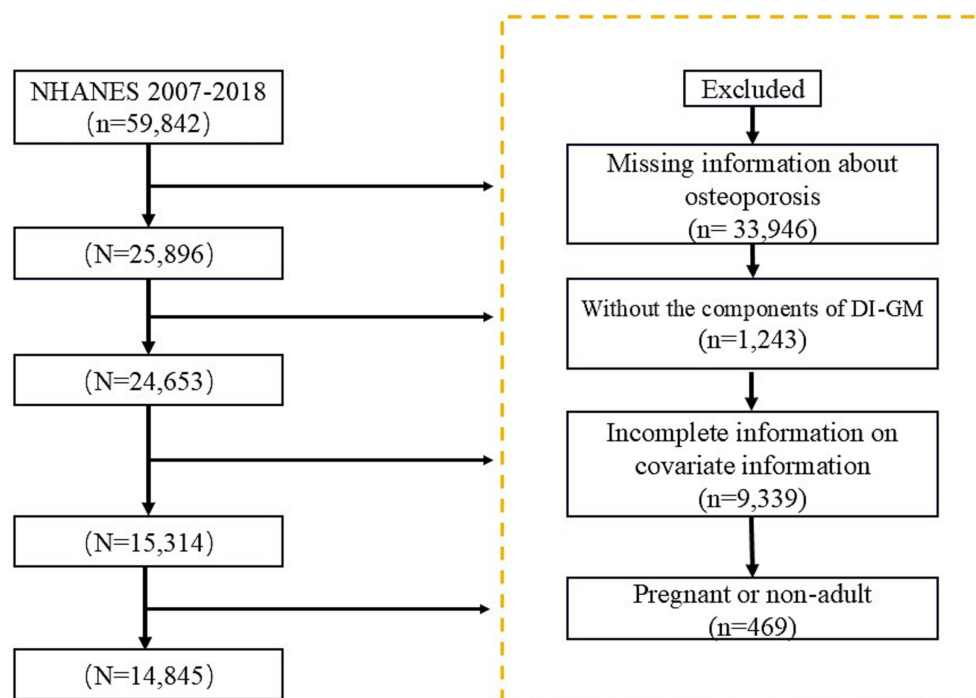 NHANES 2007-2018
(n=59,842)
(N=25,896)
(N=24,653)
(N=15,314)
(N=14,845)
Excluded
Missing information about
osteoporosis
(n= 33,946)
Without the components of DI-GM
(n=1,243)
Incomplete information on
covariate information
(n=9,339)
Pregnant or non-adult
(n=469)